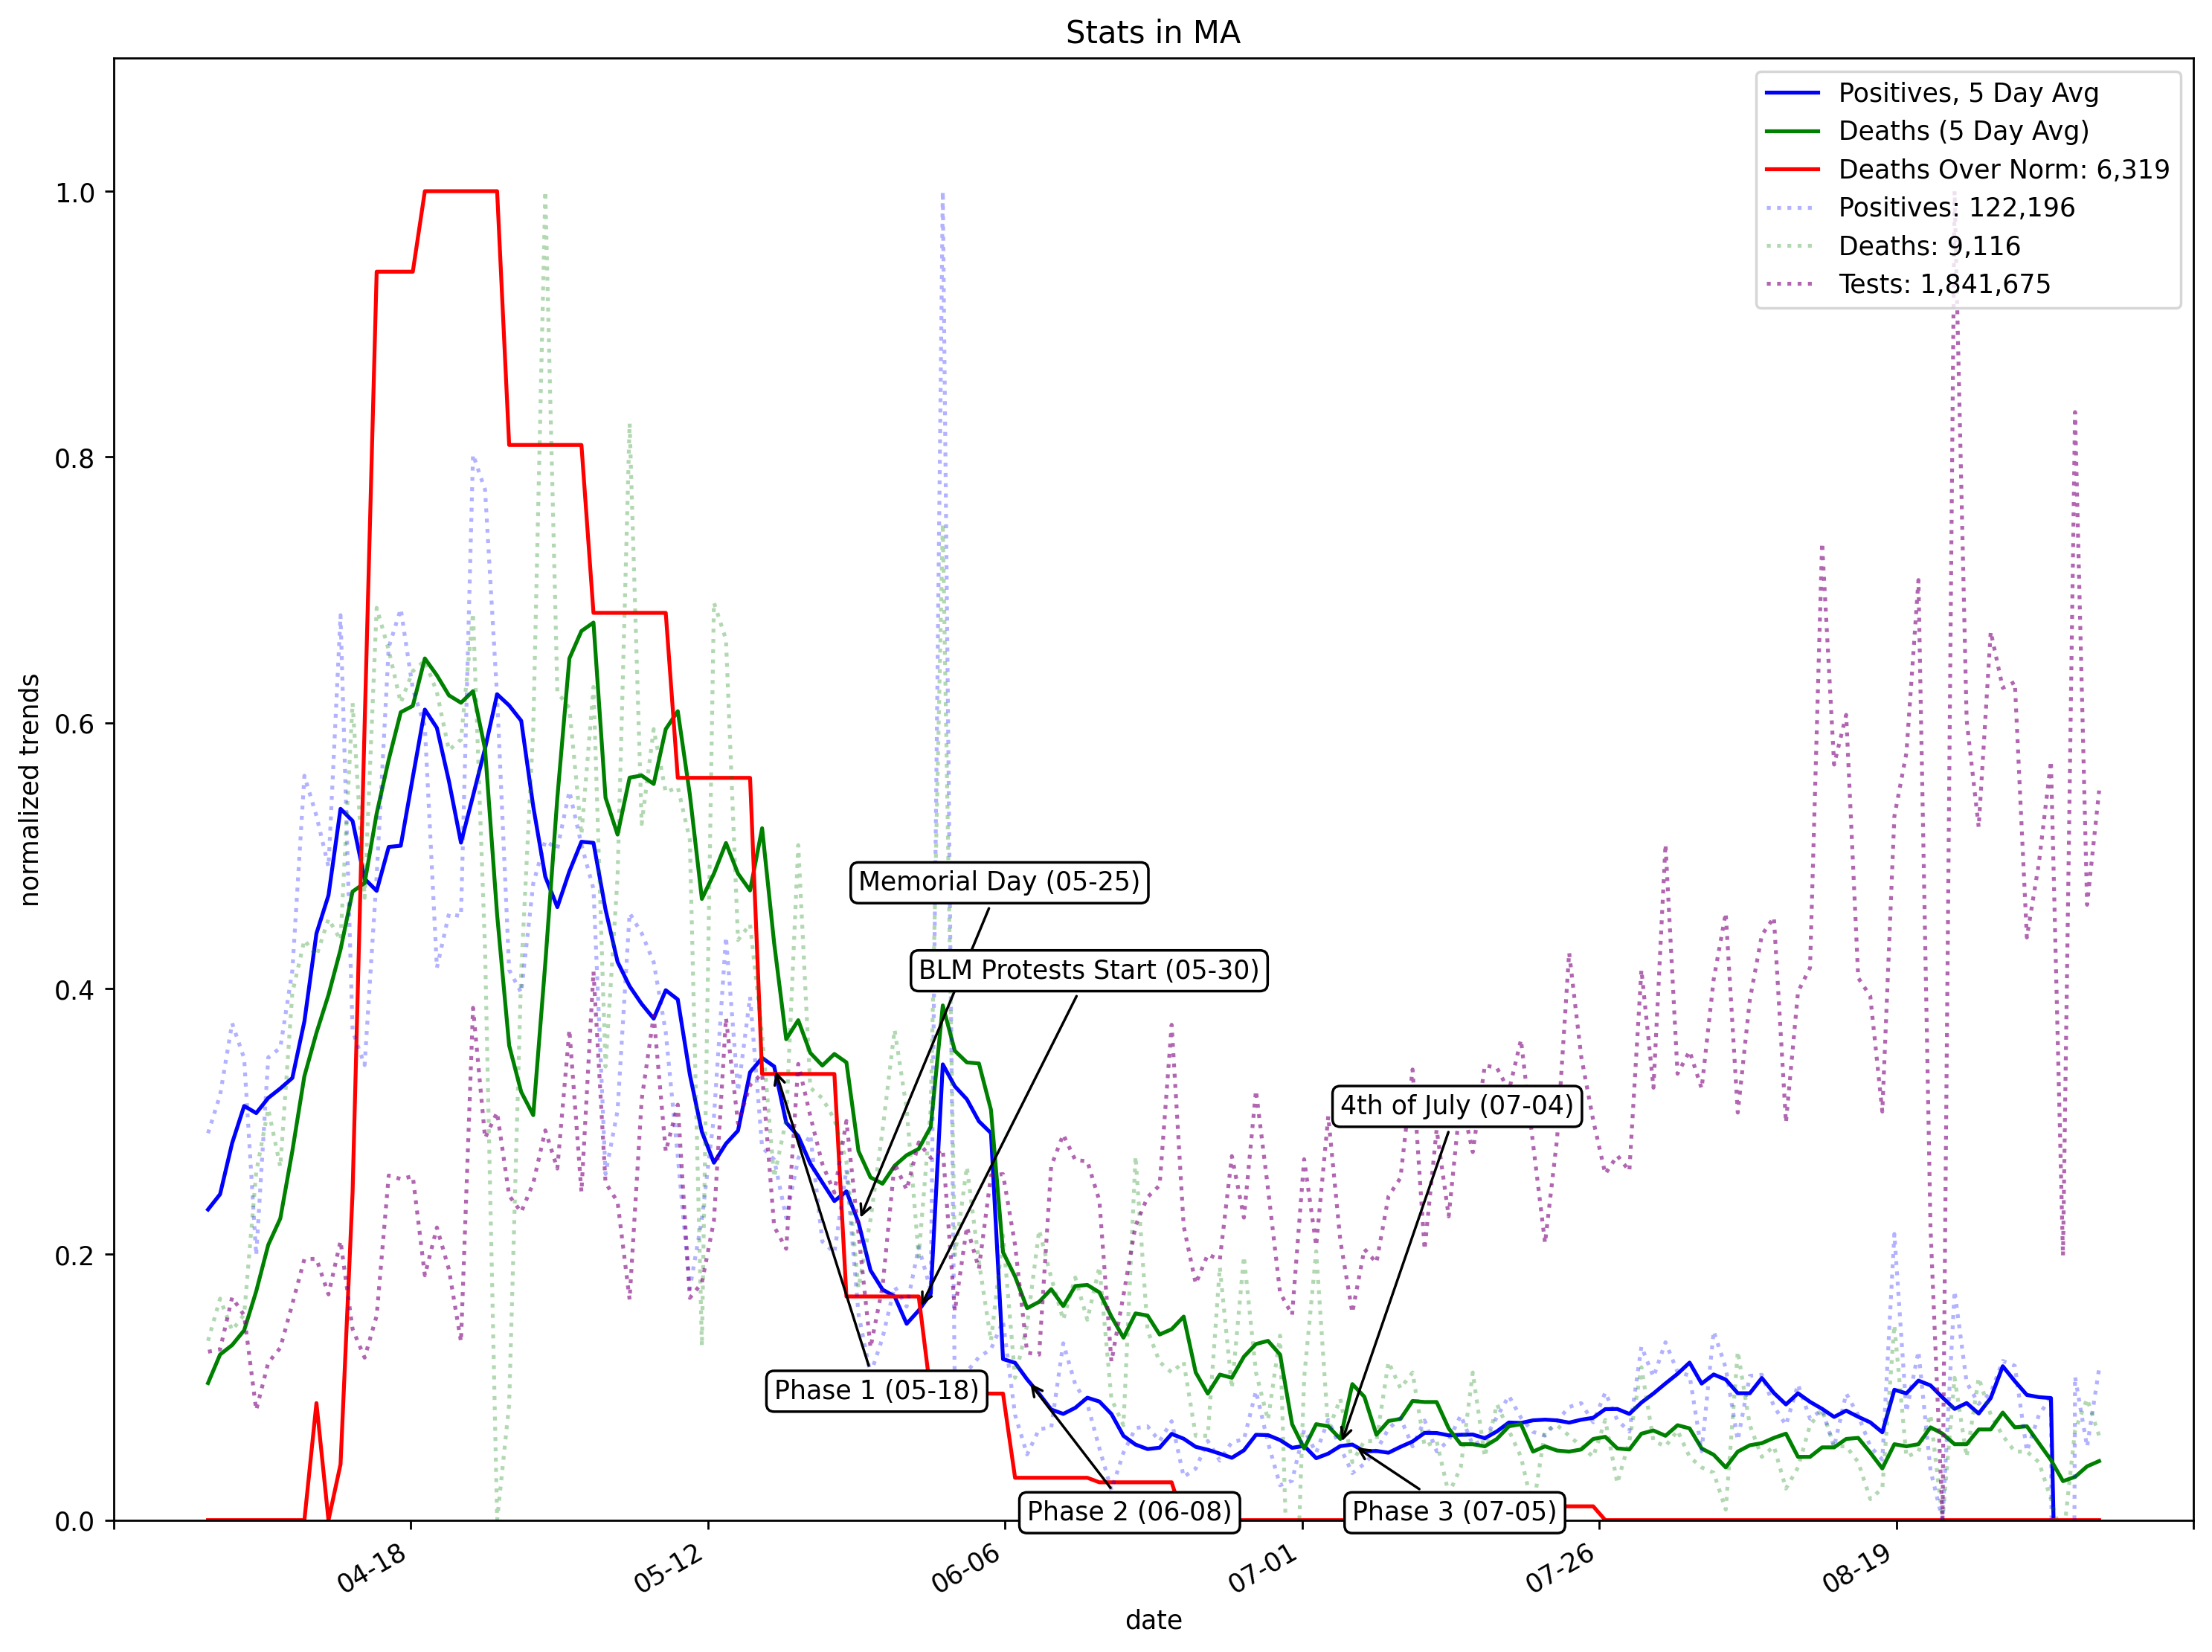 Stats in MA
Positives, 5 Day Avg
Deaths (5 Day Avg)
Deaths Over Norm: 6,319
Positives: 122,196
Deaths: 9,116
Tests: 1,841,675
1.0
0.8
0.6
0.4
0.2
0.0
normalized trends
Memorial Day (05-25)
BLM Protests Start (05-30)
4th of July (07-04)
Phase 1 (05-18)
Phase 2 (06-08)
Phase 3 (07-05)
04-18
05-12
06-06
07-01
07-26
08-19
date